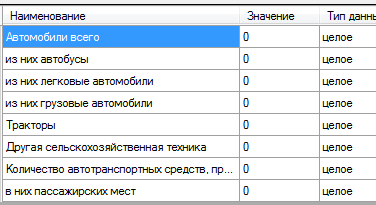 Наименование Значение Тип данны
Автомобили всего 0 целое
из них автобусы 0 целое
из них легковые автомобили 0 целое
из них грузовые автомобили 0 целое
Тракторы 0 целое
Другая сельскохозяйственная техника 0 целое
Количество автотранспортных средств, пр... 0 целое
в них пассажирских мест 0 целое